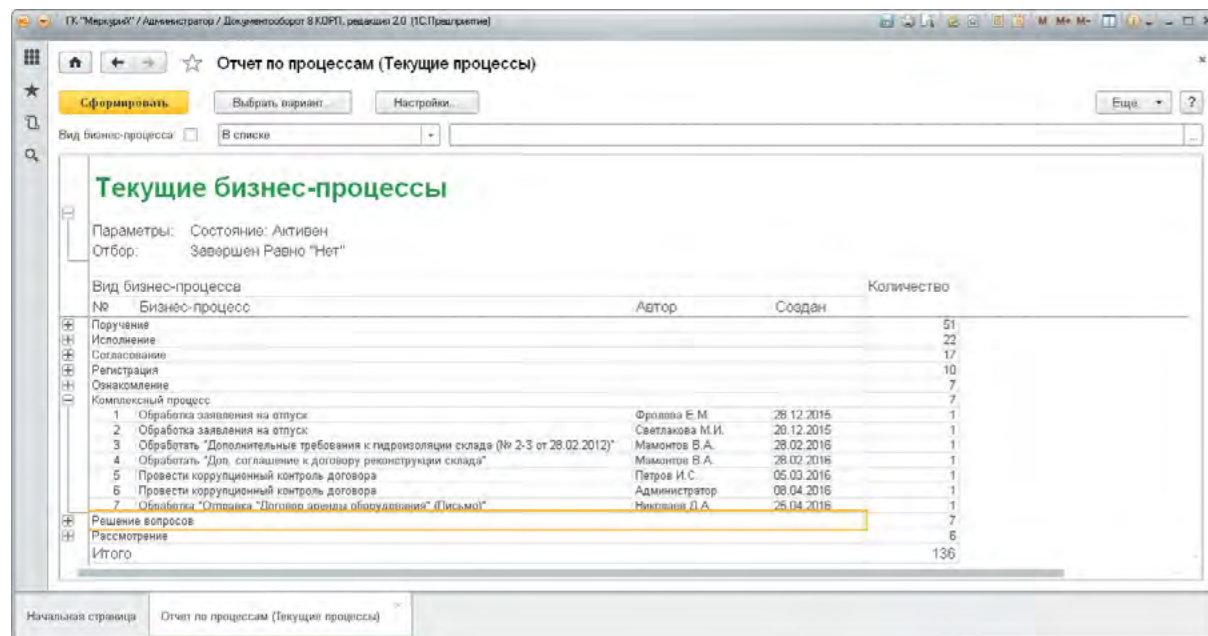 ГК "Меркурий" / Администратор / Документооборот 8 КОРП, редакция 2.0 (1С:Предприятие) M M+ M-
Отчет по процессам (Текущие процессы)
Сформировать Выбрать вариант... Настройки... Еще ?
Вид бизнес-процесса: В списке ...
Текущие бизнес-процессы
Параметры: Состояние: Активен
Отбор: Завершен Равно "Нет"
Вид бизнес-процесса Количество
№ Бизнес-процесс Автор Создан
Поручение 51
Исполнение 22
Согласование 17
Регистрация 10
Ознакомление 7
Комплексный процесс 7
1 Обработка заявления на отпуск Фролова Е.М. 28.12.2015 1
2 Обработка заявления на отпуск Светлакова М.И. 28.12.2015 1
3 Обработать "Дополнительные требования к гидроизоляции склада (№ 2-3 от 28.02.2012)" Мамонтов В.А. 28.02.2016 1
4 Обработать "Доп. соглашение к договору реконструкции склада" Мамонтов В.А. 28.02.2016 1
5 Провести коррупционный контроль договора Петров И.С. 05.03.2016 1
6 Провести коррупционный контроль договора Администратор 08.04.2016 1
7 Обработка "Отправка "Договор аренды оборудования" (Письмо)" Николаев Д.А. 25.04.2016 1
Решение вопросов 7
Рассмотрение 6
Итого 136
Начальная страница Отчет по процессам (Текущие процессы)